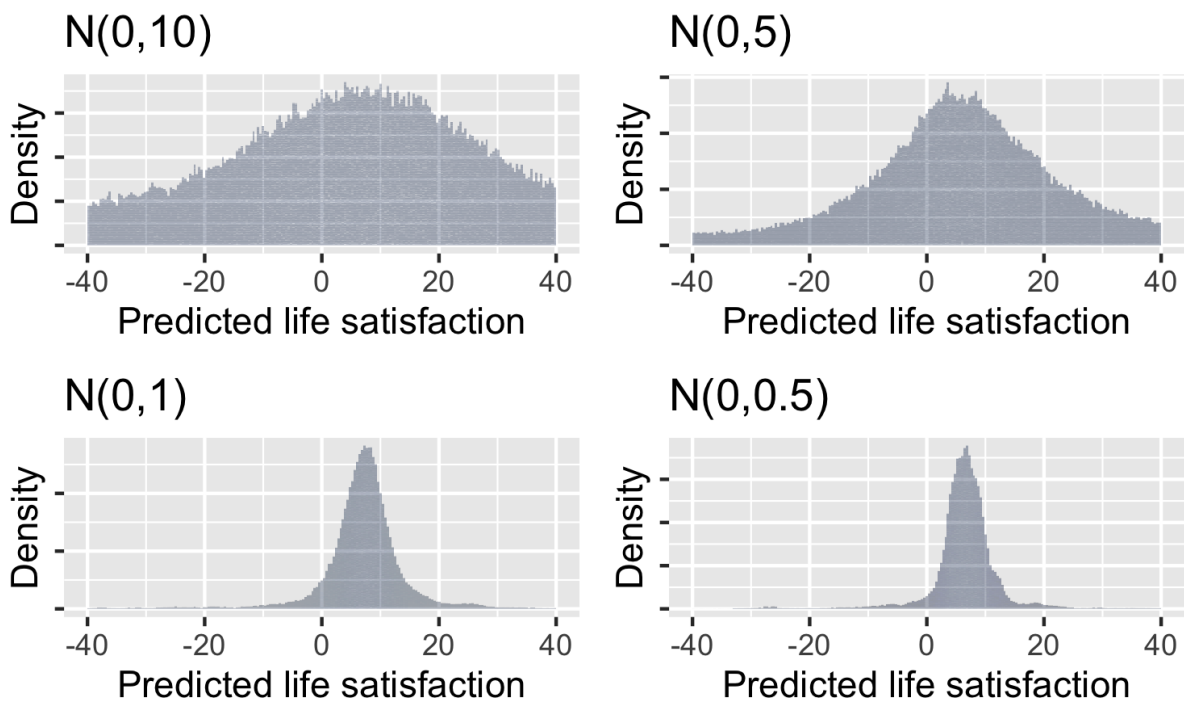 N(0,10)
Density
-40 -20 0 20 40
Predicted life satisfaction
N(0,5)
Density
-40 -20 0 20 40
Predicted life satisfaction
N(0,1)
Density
-40 -20 0 20 40
Predicted life satisfaction
N(0,0.5)
Density
-40 -20 0 20 40
Predicted life satisfaction